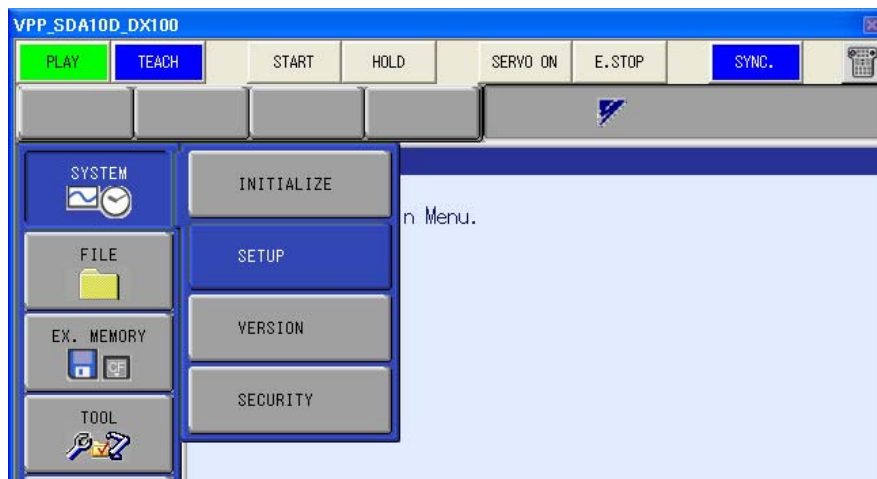 VPP_SDA10D_DX100
PLAY TEACH START HOLD SERVO ON E.STOP SYNC.
SYSTEM
INITIALIZE
n Menu.
FILE
SETUP
EX. MEMORY
CF
VERSION
TOOL
SECURITY